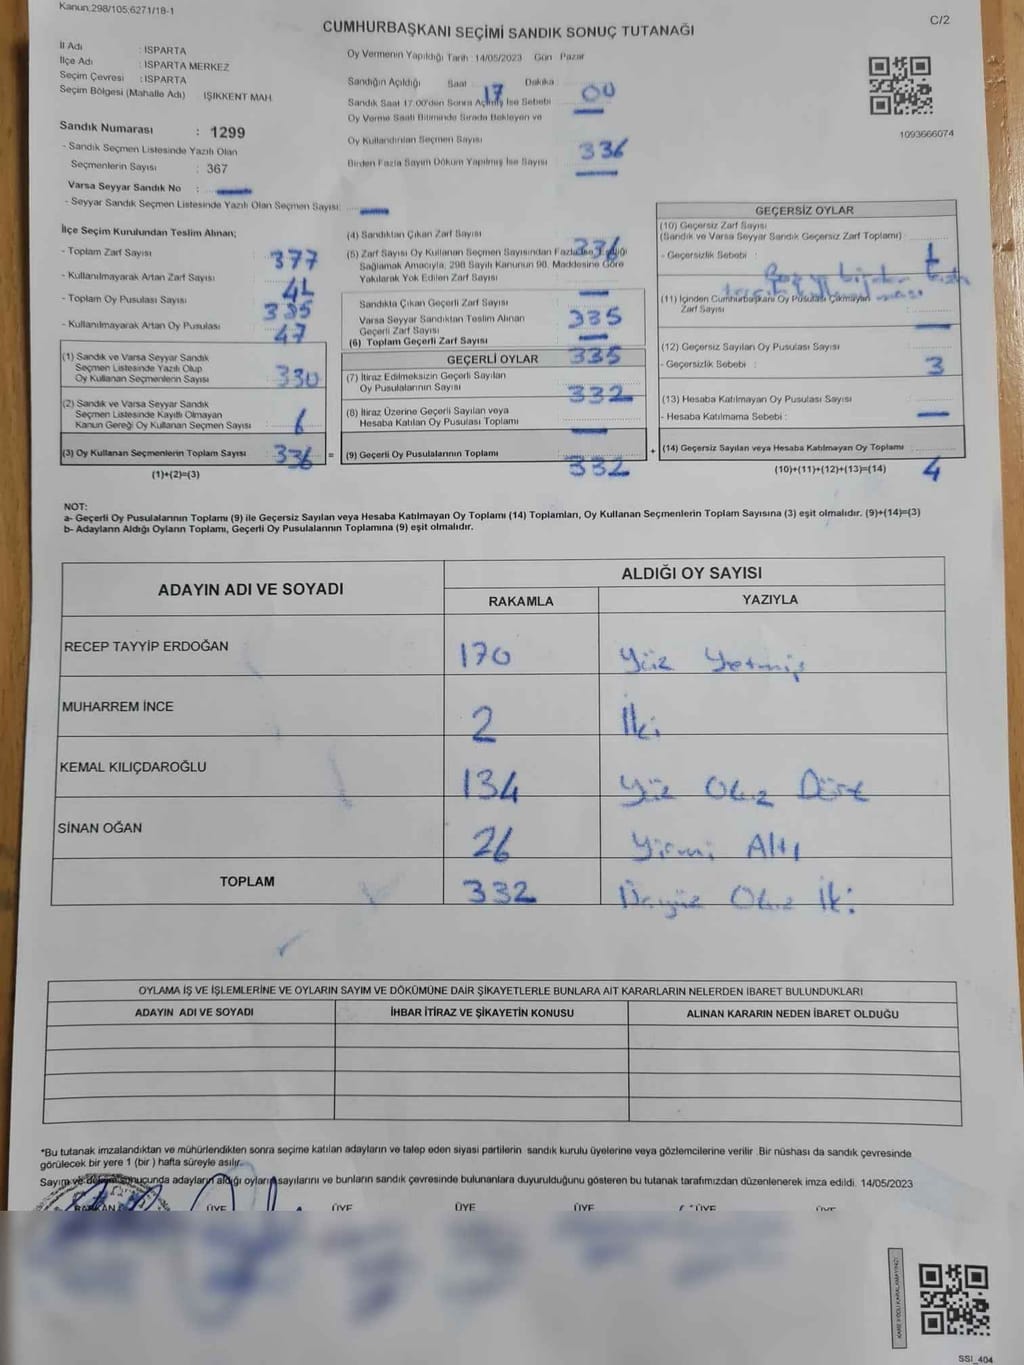 Kanun:298/105;6271/18-1
C/2
CUMHURBAŞKANI SEÇİMİ SANDIK SONUÇ TUTANAĞI
İl Adı : ISPARTA
İlçe Adı : ISPARTA MERKEZ
Seçim Çevresi : ISPARTA
Seçim Bölgesi (Mahalle Adı) IŞIKKENT MAH.
Sandık Numarası : 1299
- Sandık Seçmen Listesinde Yazılı Olan
Seçmenlerin Sayısı : 367
Varsa Seyyar Sandık No :
- Seyyar Sandık Seçmen Listesinde Yazılı Olan Seçmen Sayısı:
Oy Vermenin Yapıldığı Tarih :14/05/2023 Gün Pazar
Sandığın Açıldığı Saat 17 Dakika 00
Sandık Saat 17:00'den Sonra Açılmış İse Sebebi
Oy Verme Saati Bitiminde Sırada Bekleyen ve
Oy Kullandırılan Seçmen Sayısı 336
Birden Fazla Sayım Döküm Yapılmış İse Sayısı
1093666074
İlçe Seçim Kurulundan Teslim Alınan;
- Toplam Zarf Sayısı 377
- Kullanılmayarak Artan Zarf Sayısı 41
- Toplam Oy Pusulası Sayısı
- Kullanılmayarak Artan Oy Pusulası 47
(1) Sandık ve Varsa Seyyar Sandık
Seçmen Listesinde Yazılı Olup
Oy Kullanan Seçmenlerin Sayısı 330
(2) Sandık ve Varsa Seyyar Sandık
Seçmen Listesinde Kayıtlı Olmayan
Kanun Gereği Oy Kullanan Seçmen Sayısı 6
(3) Oy Kullanan Seçmenlerin Toplam Sayısı 336 =
(1)+(2)=(3)
(4) Sandıktan Çıkan Zarf Sayısı 336
(5) Zarf Sayısı Oy Kullanan Seçmen Sayısından Fazla İse Eşitliği
Sağlamak Amacıyla, 298 Sayılı Kanunun 98. Maddesine Göre
Yakılarak Yok Edilen Zarf Sayısı
Sandıkta Çıkan Geçerli Zarf Sayısı 335
Varsa Seyyar Sandıktan Teslim Alınan
Geçerli Zarf Sayısı
(6) Toplam Geçerli Zarf Sayısı 335
GEÇERLİ OYLAR
(7) İtiraz Edilmeksizin Geçerli Sayılan
Oy Pusulalarının Sayısı 332
(8) İtiraz Üzerine Geçerli Sayılan veya
Hesaba Katılan Oy Pusulası Toplamı
(9) Geçerli Oy Pusulalarının Toplamı 332 +
GEÇERSİZ OYLAR
(10) Geçersiz Zarf Sayısı
(Sandık ve Varsa Seyyar Sandık Geçersiz Zarf Toplamı) : 1
- Geçersizlik Sebebi :
(11) İçinden Cumhurbaşkanı Oy Pusulası Çıkmayan
Zarf Sayısı
(12) Geçersiz Sayılan Oy Pusulası Sayısı 3
- Geçersizlik Sebebi :
(13) Hesaba Katılmayan Oy Pusulası Sayısı
- Hesaba Katılmama Sebebi :
(14) Geçersiz Sayılan veya Hesaba Katılmayan Oy Toplamı 4
(10)+(11)+(12)+(13)=(14)
NOT:
a- Geçerli Oy Pusulalarının Toplamı (9) ile Geçersiz Sayılan veya Hesaba Katılmayan Oy Toplamı (14) Toplamları, Oy Kullanan Seçmenlerin Toplam Sayısına (3) eşit olmalıdır. (9)+(14)=(3)
b- Adayların Aldığı Oyların Toplamı, Geçerli Oy Pusulalarının Toplamına (9) eşit olmalıdır.
ADAYIN ADI VE SOYADI ALDIĞI OY SAYISI
RAKAMLA YAZIYLA
RECEP TAYYİP ERDOĞAN 170 Yüz Yetmiş
MUHARREM İNCE 2 İki
KEMAL KILIÇDAROĞLU 134 Yüz Otuz Dört
SİNAN OĞAN 26 Yirmi Altı
TOPLAM 332 Üçyüz Otuz İki
OYLAMA İŞ VE İŞLEMLERİNE VE OYLARIN SAYIM VE DÖKÜMÜNE DAİR ŞİKAYETLERLE BUNLARA AİT KARARLARIN NELERDEN İBARET BULUNDUKLARI
ADAYIN ADI VE SOYADI İHBAR İTİRAZ VE ŞİKAYETİN KONUSU ALINAN KARARIN NEDEN İBARET OLDUĞU
*Bu tutanak imzalandıktan ve mühürlendikten sonra seçime katılan adayların ve talep eden siyasi partilerin sandık kurulu üyelerine veya gözlemcilerine verilir. Bir nüshası da sandık çevresinde
görülecek bir yere 1 (bir ) hafta süreyle asılır.
Sayım ve döküm sonucunda adayların aldığı oyların sayılarını ve bunların sandık çevresinde bulunanlara duyurulduğunu gösteren bu tutanak tarafımızdan düzenlenerek imza edildi. 14/05/2023
BAŞKAN ÜYE ÜYE ÜYE ÜYE ÜYE ÜYE
SSI_404